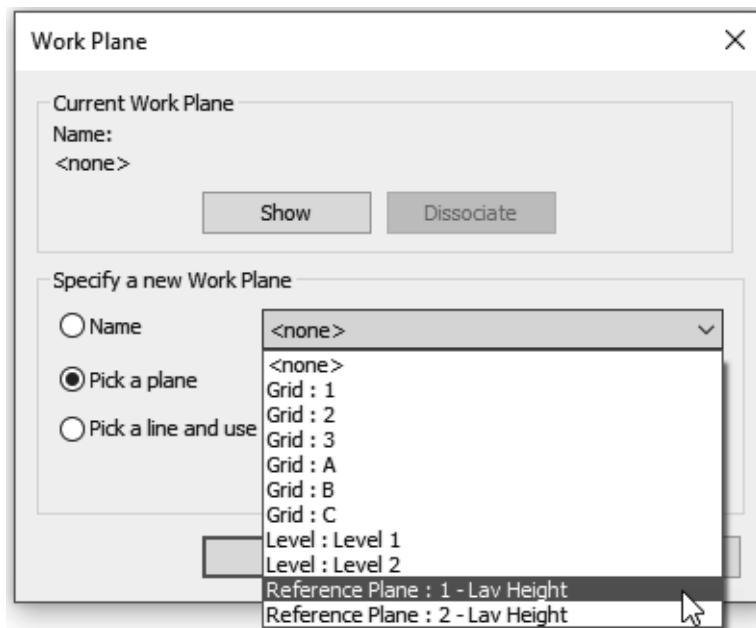 Work Plane
Current Work Plane
Name:
<none>
Show Dissociate
Specify a new Work Plane
Name <none>
Pick a plane
Pick a line and use
<none>
Grid : 1
Grid : 2
Grid : 3
Grid : A
Grid : B
Grid : C
Level : Level 1
Level : Level 2
Reference Plane : 1 - Lav Height
Reference Plane : 2 - Lav Height